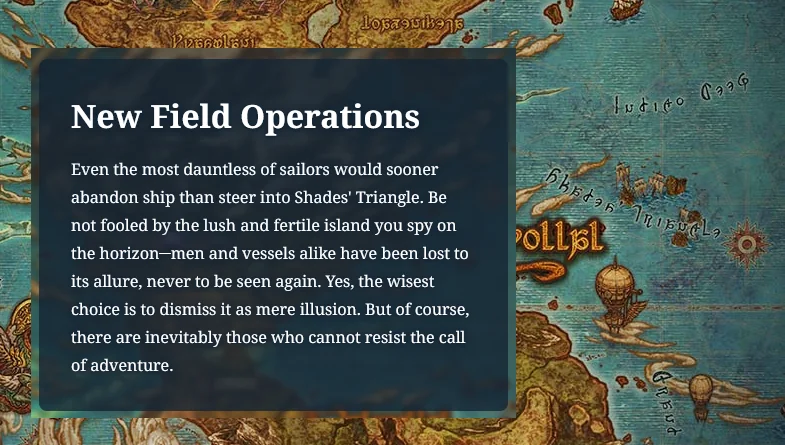 New Field Operations
Even the most dauntless of sailors would sooner
abandon ship than steer into Shades' Triangle. Be
not fooled by the lush and fertile island you spy on
the horizon—men and vessels alike have been lost to
its allure, never to be seen again. Yes, the wisest
choice is to dismiss it as mere illusion. But of course,
there are inevitably those who cannot resist the call
of adventure.